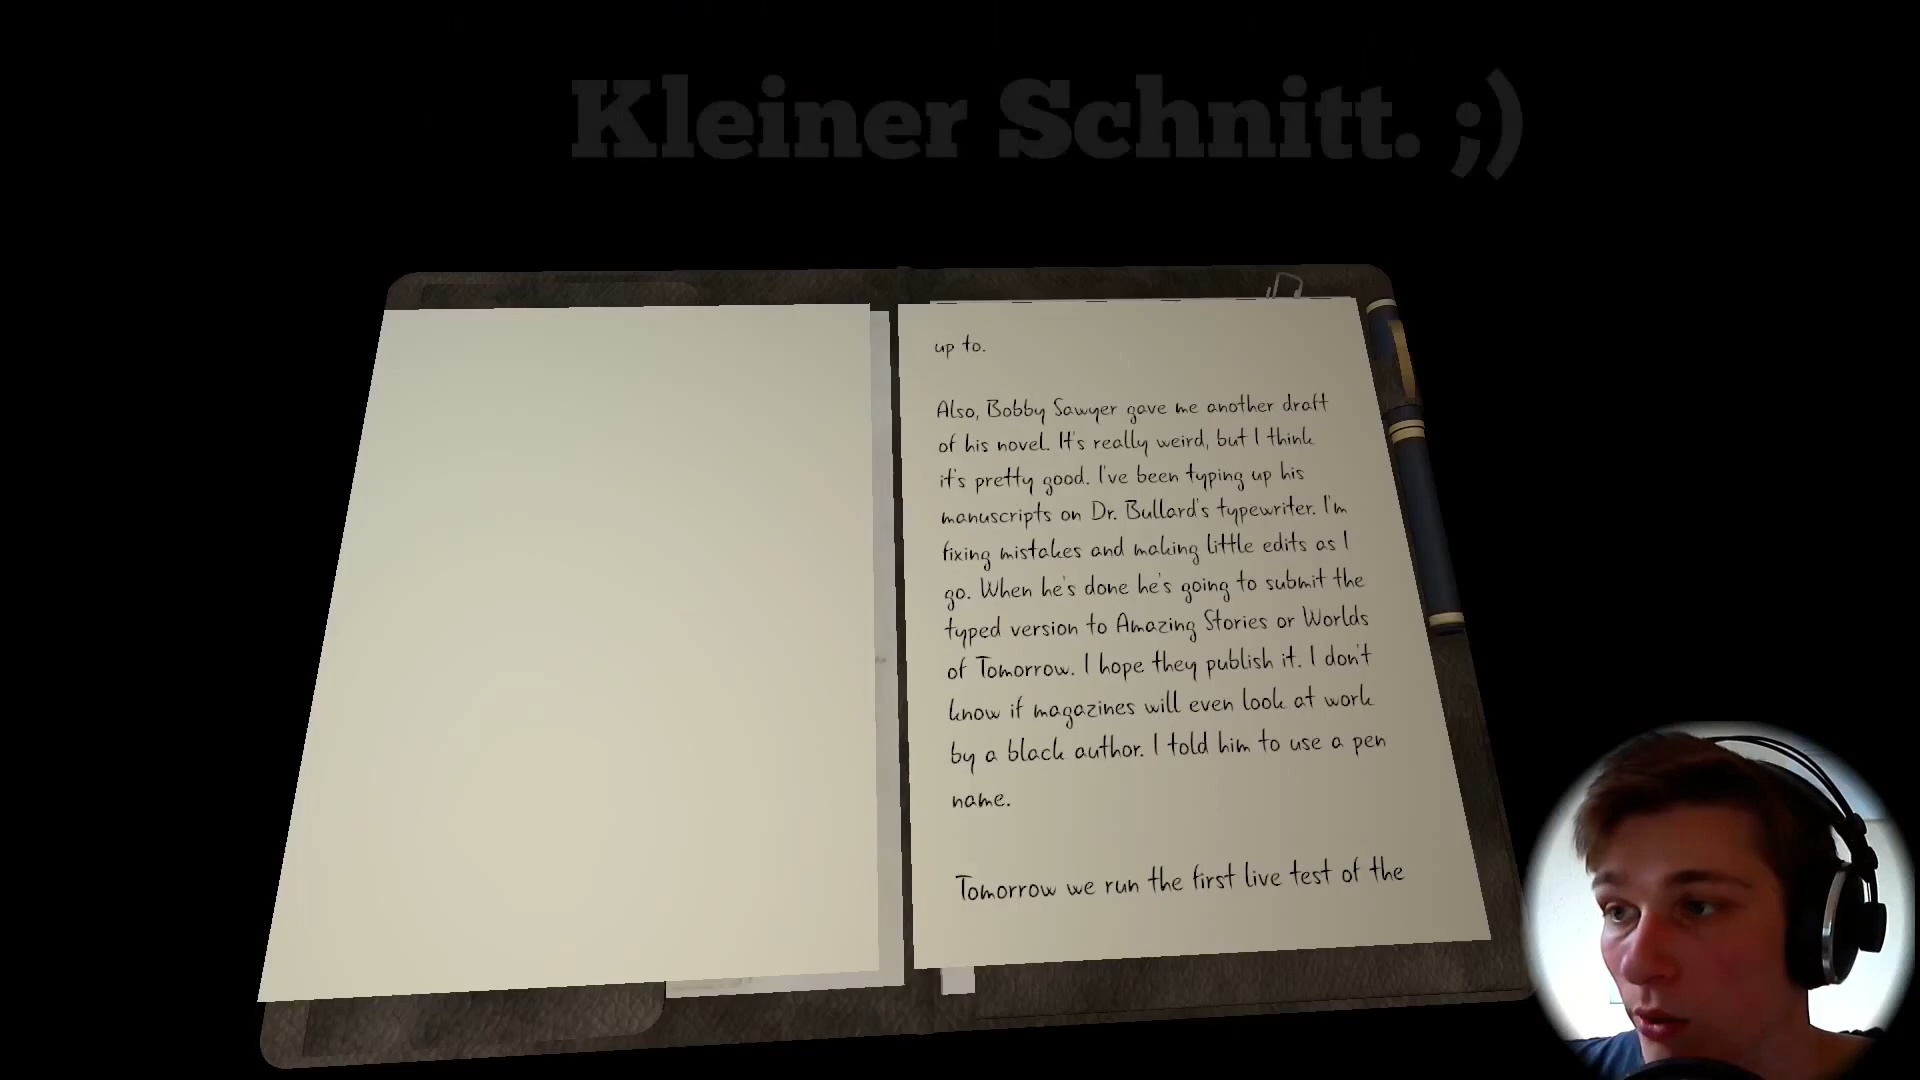 Kleiner Schnitt. ;)
up to.
Also, Bobby Sawyer gave me another draft
of his novel. It's really weird, but I think
it's pretty good. I've been typing up his
manuscripts on Dr. Bullard's typewriter. I'm
fixing mistakes and making little edits as I
go. When he's done he's going to submit the
typed version to Amazing Stories or Worlds
of Tomorrow. I hope they publish it. I don't
know if magazines will even look at work
by a black author. I told him to use a pen
name.
Tomorrow we run the first live test of the